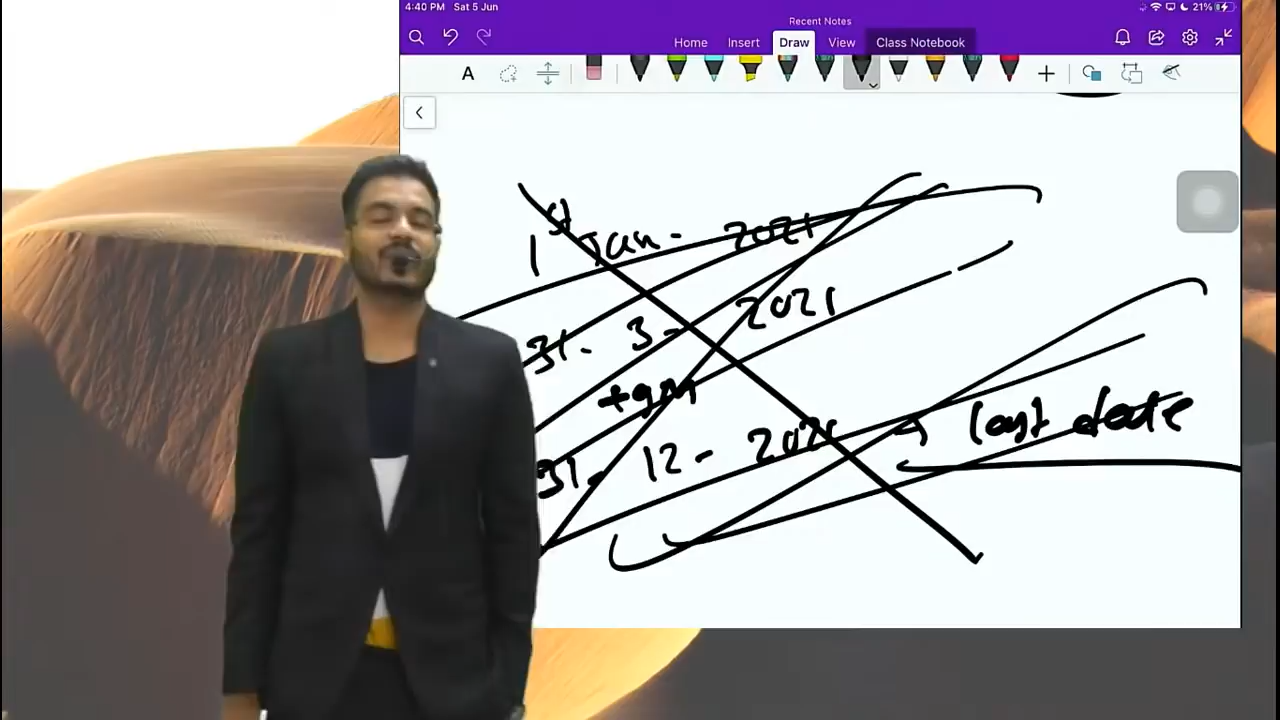 4:40 PM Sat 5 Jun
21%
Recent Notes
Home Insert Draw View Class Notebook
A
1st Jan - 2021
31. 3 - 2021
+9m
31. 12 - 2021
last date